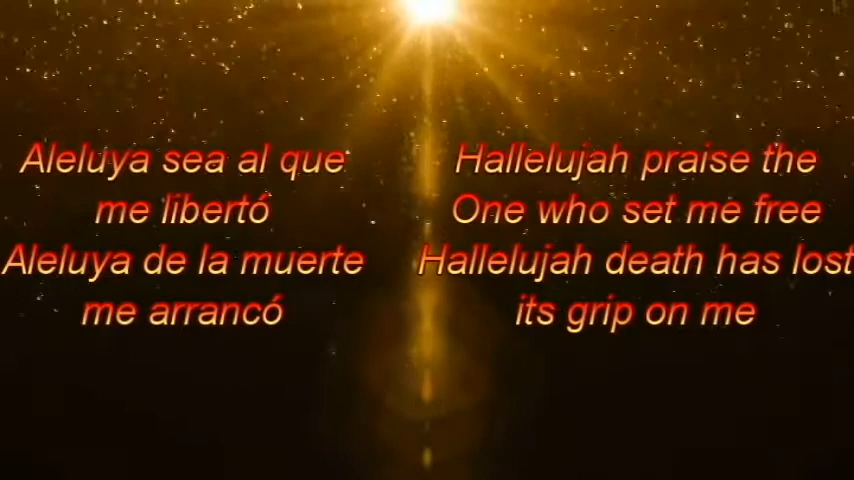 Aleluya sea al que
me libertó
Aleluya de la muerte
me arrancó
Hallelujah praise the
One who set me free
Hallelujah death has lost
its grip on me